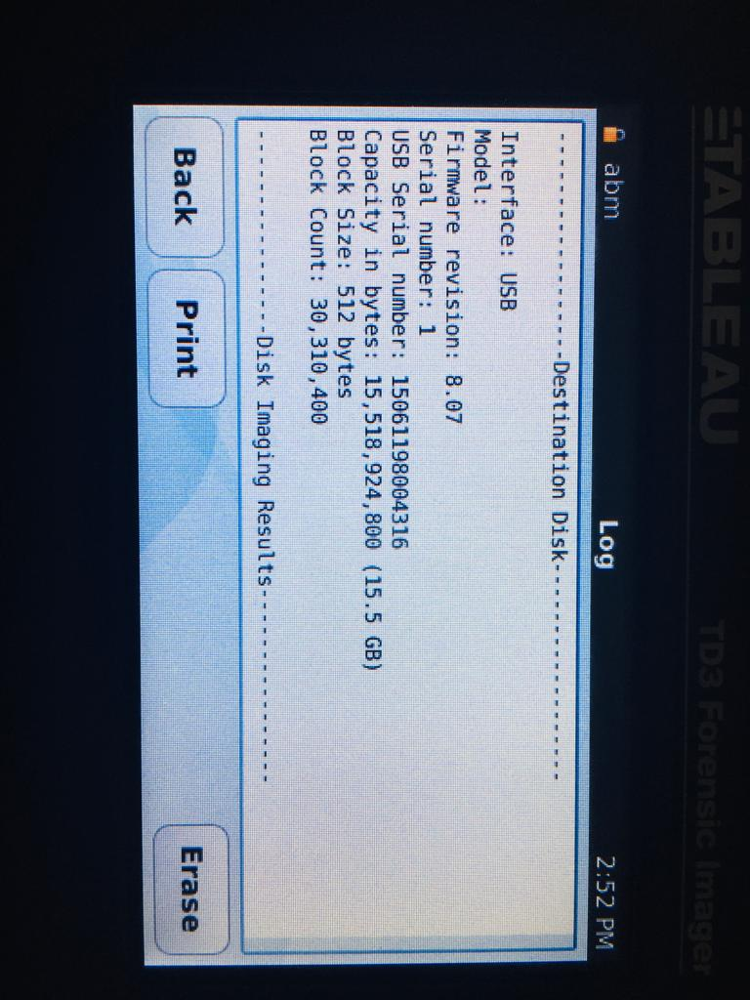 TABLEAU
TD3 Forensic Imager
abm
Log
2:52 PM
-----------------------Destination Disk-----------------------
Interface: USB
Model:
Firmware revision: 8.07
Serial number: 1
USB Serial number: 15061198004316
Capacity in bytes: 15,518,924,800 (15.5 GB)
Block Size: 512 bytes
Block Count: 30,310,400
---------------------Disk Imaging Results---------------------
Back
Print
Erase